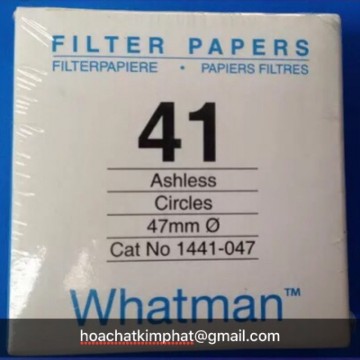 FILTER PAPERS
FILTERPAPIERE • PAPIERS FILTRES
41
Ashless
Circles
47mm Ø
Cat No 1441-047
Whatman™
hoachatkimphat@gmail.com